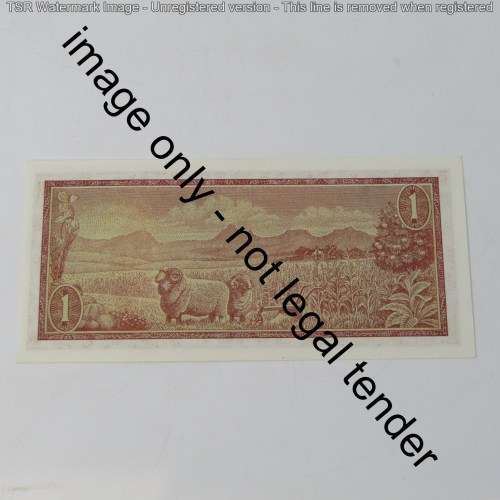 TSR Watermark Image - Unregistered version - This line is removed when registered
image only - not legal tender
1
1